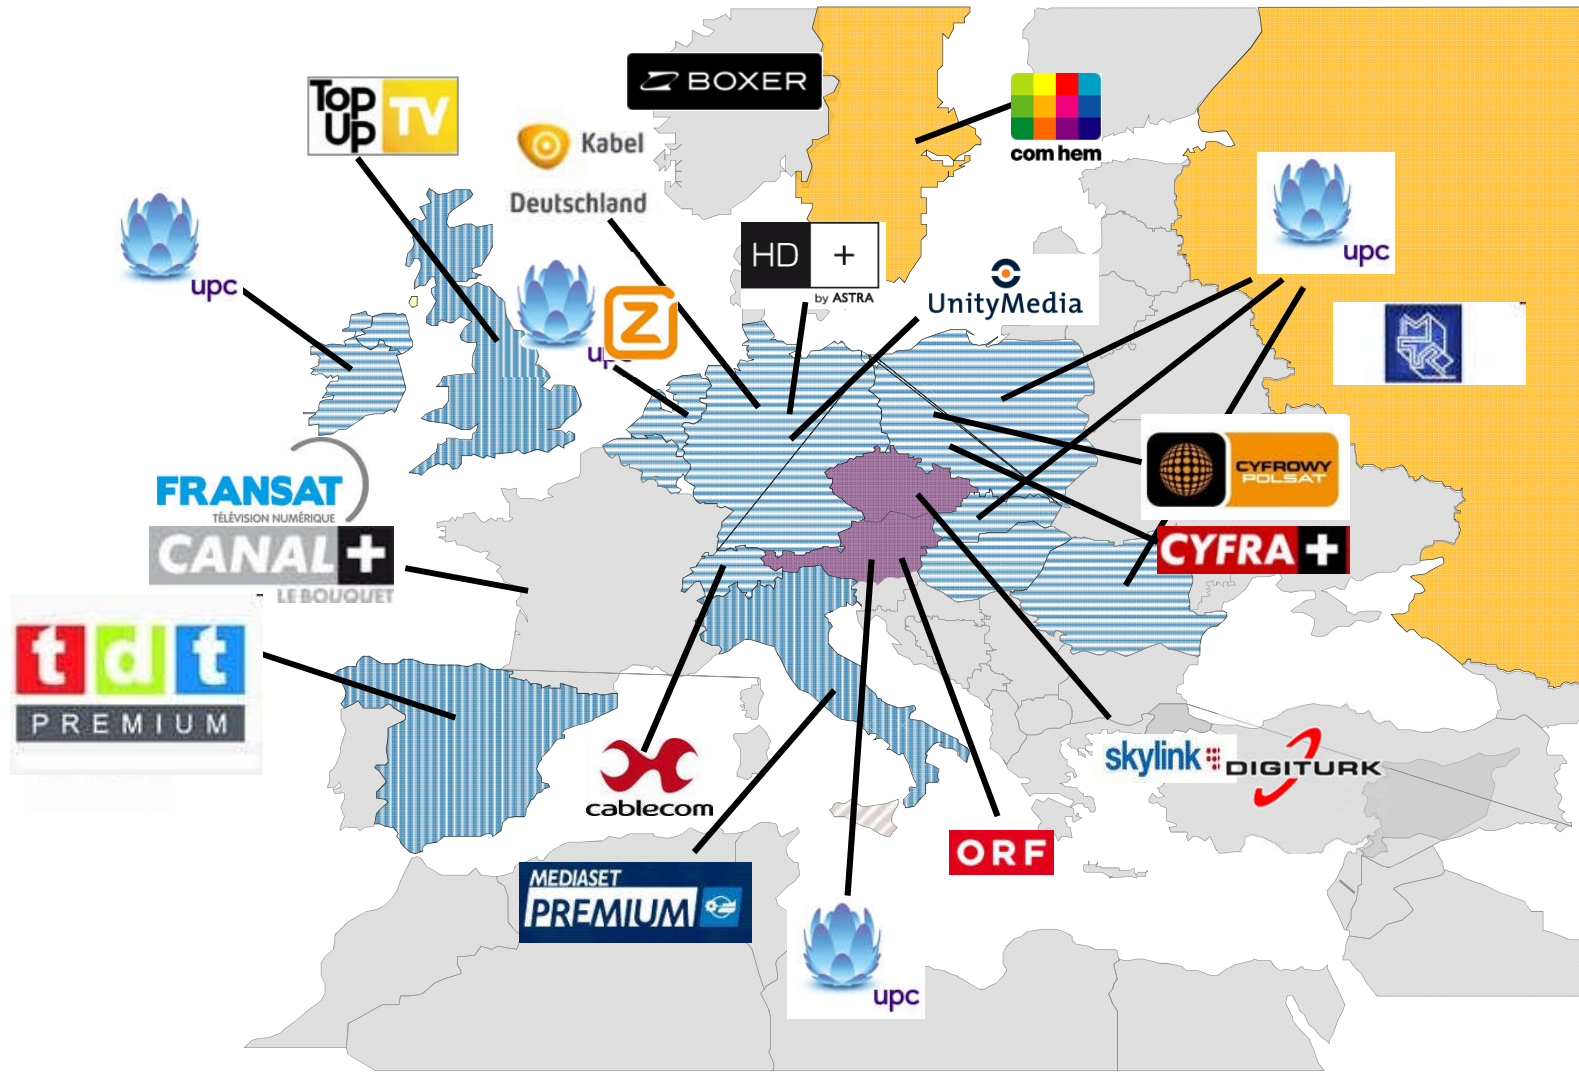 BOXER
Top
Up
TV
Kabel
Deutschland
com hem
HD
+
by ASTRA
upc
UnityMedia
upc
upc
Z
FRANSAT
TÉLÉVISION NUMÉRIQUE
CANAL+
LE BOUQUET
CYFROWY
POLSAT
CYFRA+
tdt
PREMIUM
skylink
DIGITURK
cablecom
ORF
MEDIASET
PREMIUM
upc